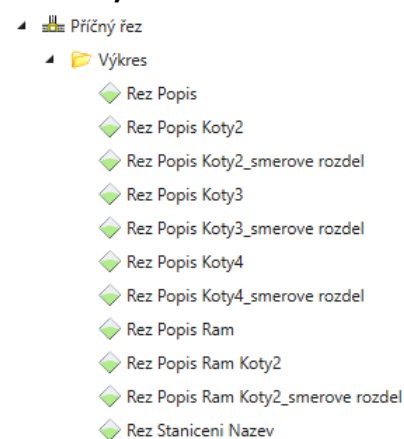 Příčný řez
Výkres
Rez Popis
Rez Popis Koty2
Rez Popis Koty2_smerove rozdel
Rez Popis Koty3
Rez Popis Koty3_smerove rozdel
Rez Popis Koty4
Rez Popis Koty4_smerove rozdel
Rez Popis Ram
Rez Popis Ram Koty2
Rez Popis Ram Koty2_smerove rozdel
Rez Staniceni Nazev